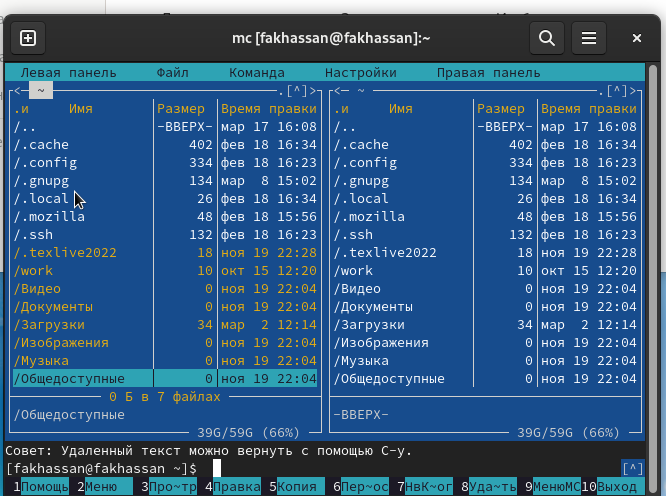 mc [fakhassan@fakhassan]:~
Левая панель Файл Команда Настройки Правая панель
<─ ~ ─.[^]> <─ ~ ─.[^]>
.и Имя Размер Время правки .и Имя Размер Время правки
/.. -ВВЕРХ- мар 17 16:08 /.. -ВВЕРХ- мар 17 16:08
/.cache 402 фев 18 16:34 /.cache 402 фев 18 16:34
/.config 334 фев 18 16:23 /.config 334 фев 18 16:23
/.gnupg 134 мар 8 15:02 /.gnupg 134 мар 8 15:02
/.local 26 фев 18 16:34 /.local 26 фев 18 16:34
/.mozilla 48 фев 18 15:56 /.mozilla 48 фев 18 15:56
/.ssh 132 фев 18 16:23 /.ssh 132 фев 18 16:23
/.texlive2022 18 ноя 19 22:28 /.texlive2022 18 ноя 19 22:28
/work 10 окт 15 12:20 /work 10 окт 15 12:20
/Видео 0 ноя 19 22:04 /Видео 0 ноя 19 22:04
/Документы 0 ноя 19 22:04 /Документы 0 ноя 19 22:04
/Загрузки 34 мар 2 12:14 /Загрузки 34 мар 2 12:14
/Изображения 0 ноя 19 22:04 /Изображения 0 ноя 19 22:04
/Музыка 0 ноя 19 22:04 /Музыка 0 ноя 19 22:04
/Общедоступные 0 ноя 19 22:04 /Общедоступные 0 ноя 19 22:04
0 Б в 7 файлах
/Общедоступные -ВВЕРХ-
39G/59G (66%) 39G/59G (66%)
Совет: Удаленный текст можно вернуть с помощью C-y.
[fakhassan@fakhassan ~]$ [^]
1Помощь 2Меню 3Про~тр 4Правка 5Копия 6Пер~ос 7НвК~ог 8Уда~ть 9МенюMC 10Выход